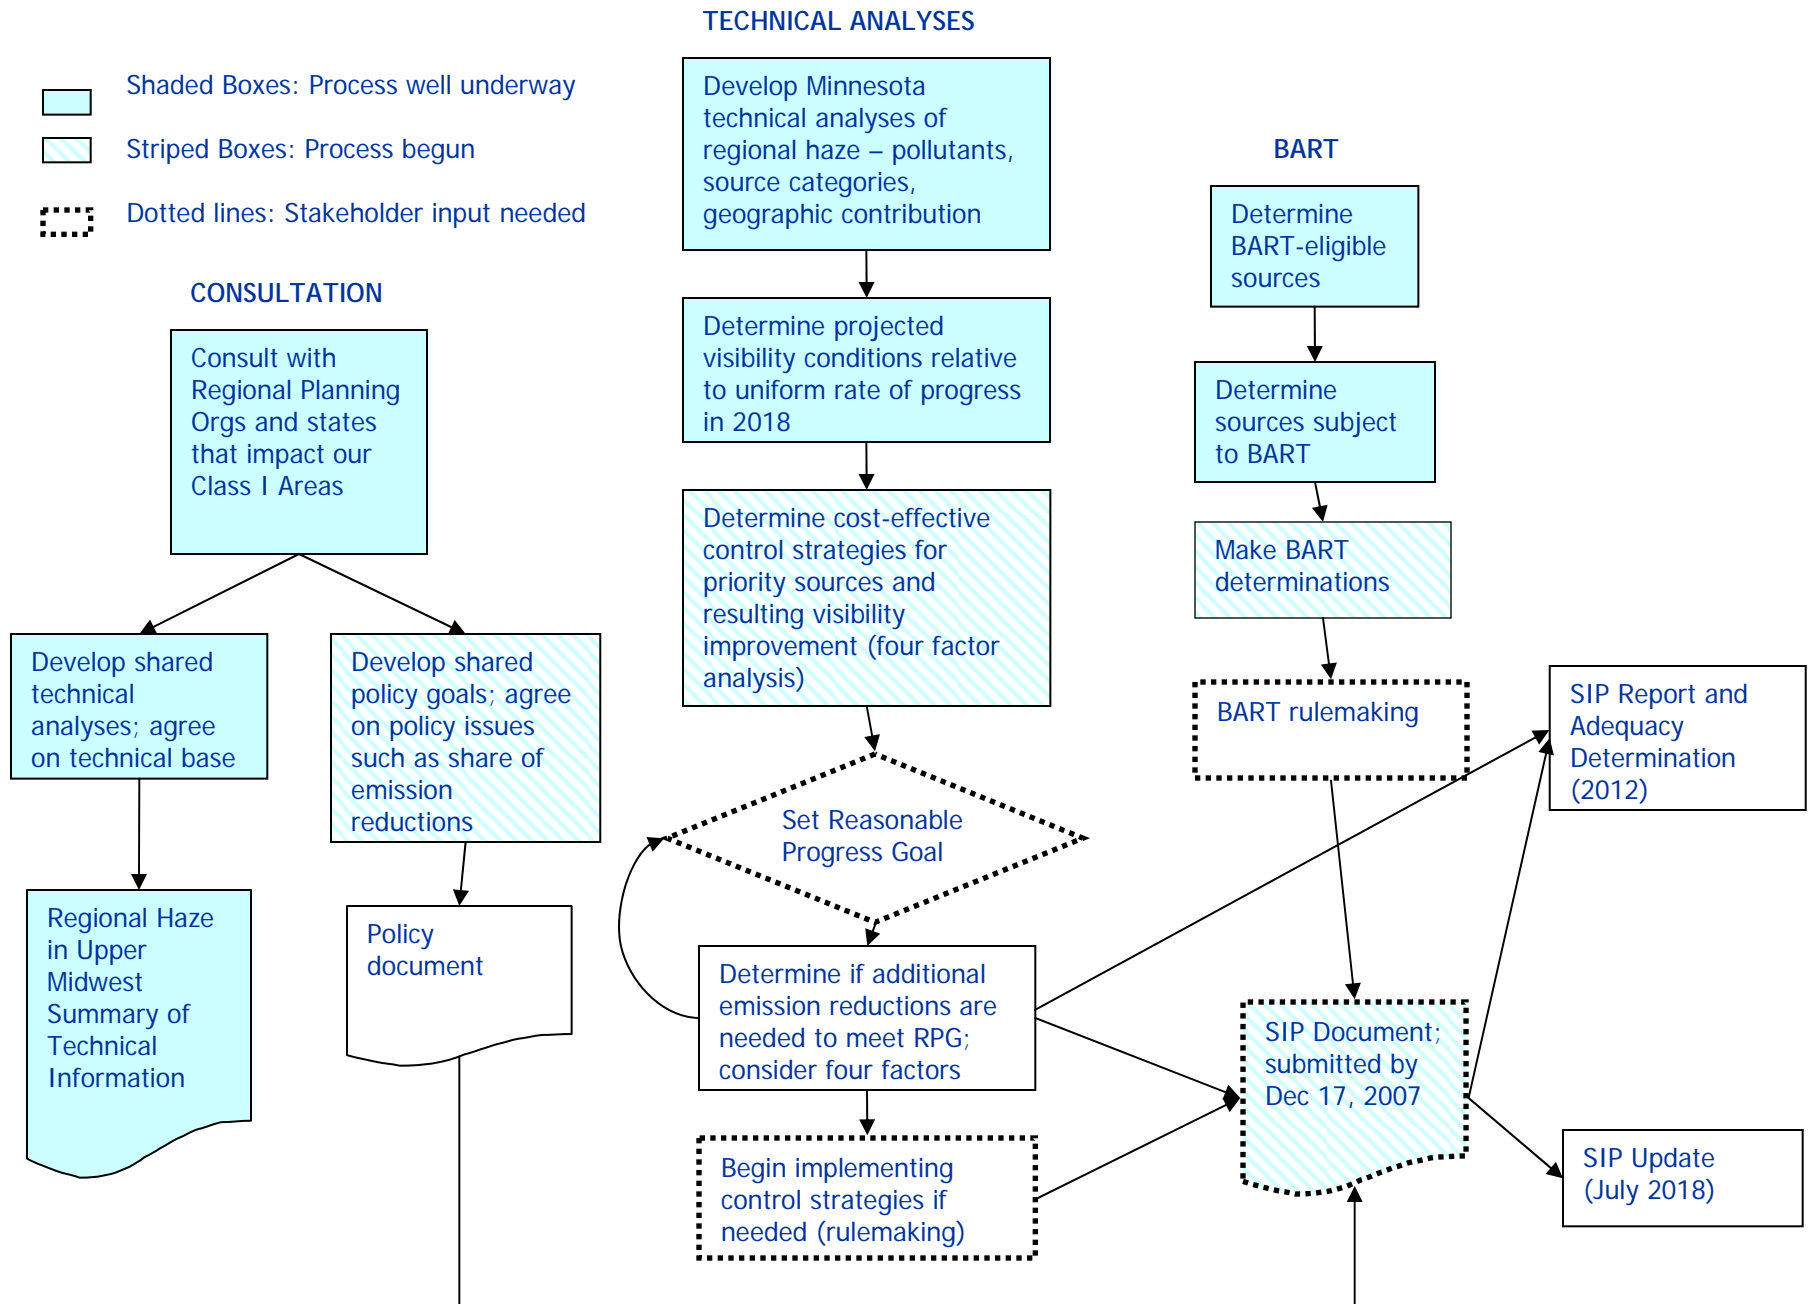 TECHNICAL ANALYSES
Shaded Boxes: Process well underway
Striped Boxes: Process begun
Dotted lines: Stakeholder input needed
CONSULTATION
Consult with
Regional Planning
Orgs and states
that impact our
Class I Areas
Develop shared
technical
analyses; agree
on technical base
Develop shared
policy goals; agree
on policy issues
such as share of
emission
reductions
Regional Haze
in Upper
Midwest
Summary of
Technical
Information
Policy
document
Develop Minnesota
technical analyses of
regional haze – pollutants,
source categories,
geographic contribution
Determine projected
visibility conditions relative
to uniform rate of progress
in 2018
Determine cost-effective
control strategies for
priority sources and
resulting visibility
improvement (four factor
analysis)
Set Reasonable
Progress Goal
Determine if additional
emission reductions are
needed to meet RPG;
consider four factors
Begin implementing
control strategies if
needed (rulemaking)
BART
Determine
BART-eligible
sources
Determine
sources subject
to BART
Make BART
determinations
BART rulemaking
SIP Document;
submitted by
Dec 17, 2007
SIP Report and
Adequacy
Determination
(2012)
SIP Update
(July 2018)